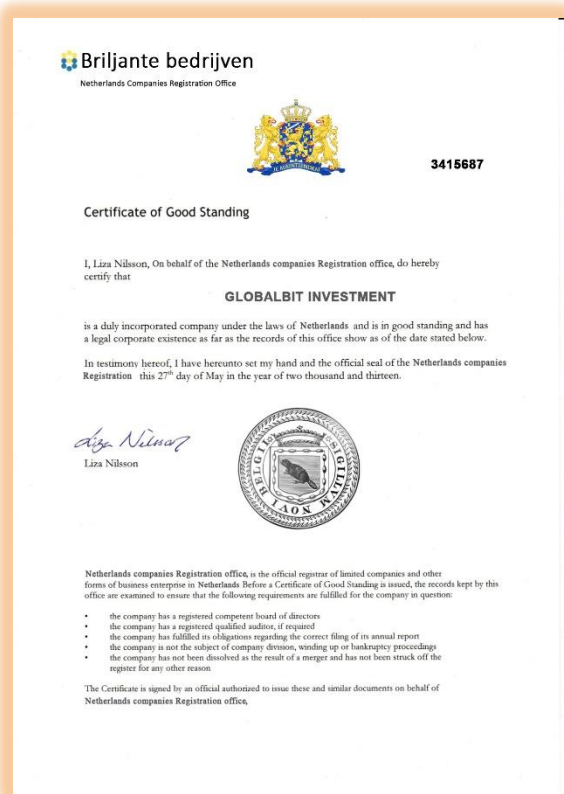 Briljante bedrijven
Netherlands Companies Registration Office
JE MAINTIENDRAI
3415687
Certificate of Good Standing
I, Liza Nilsson, On behalf of the Netherlands companies Registration office, do hereby
certify that
GLOBALBIT INVESTMENT
is a duly incorporated company under the laws of Netherlands and is in good standing and has
a legal corporate existence as far as the records of this office show as of the date stated below.
In testimony hereof, I have hereunto set my hand and the official seal of the Netherlands companies
Registration this 27th day of May in the year of two thousand and thirteen.
Liza Nilsson
Liza Nilsson
SIGILLVM NOVI BELGII
Netherlands companies Registration office, is the official registrar of limited companies and other
forms of business enterprise in Netherlands Before a Certificate of Good Standing is issued, the records kept by this
office are examined to ensure that the following requirements are fulfilled for the company in question:
• the company has a registered competent board of directors
• the company has a registered qualified auditor, if required
• the company has fulfilled its obligations regarding the correct filing of its annual report
• the company is not the subject of company division, winding up or bankruptcy proceedings
• the company has not been dissolved as the result of a merger and has not been struck off the
register for any other reason
The Certificate is signed by an official authorized to issue these and similar documents on behalf of
Netherlands companies Registration office,